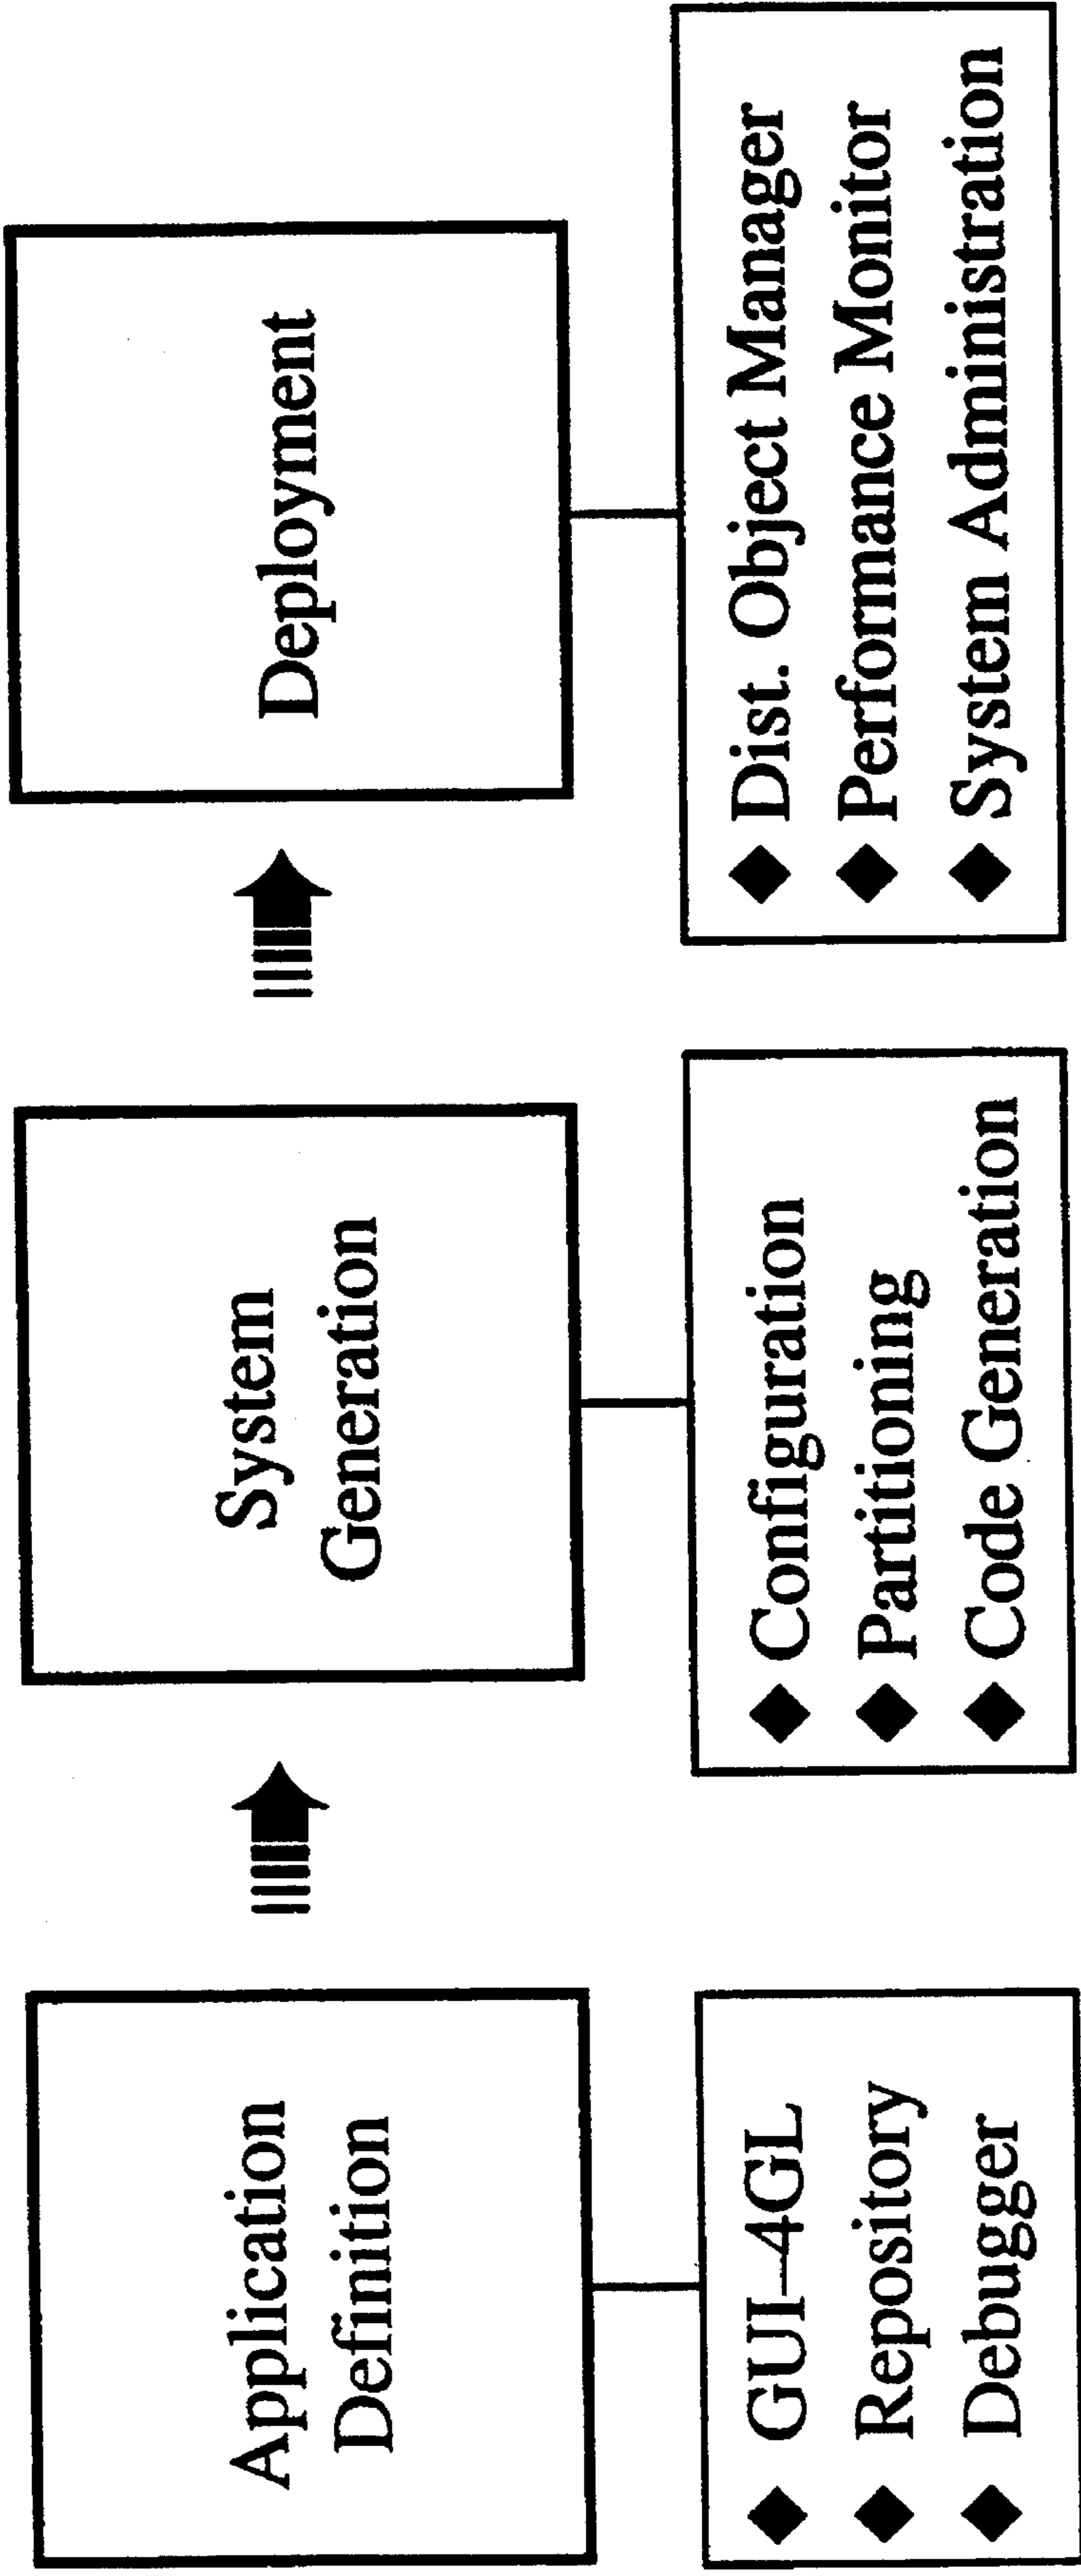 Application
Definition
◆ GUI–4GL
◆ Repository
◆ Debugger
System
Generation
◆ Configuration
◆ Partitioning
◆ Code Generation
Deployment
◆ Dist. Object Manager
◆ Performance Monitor
◆ System Administration